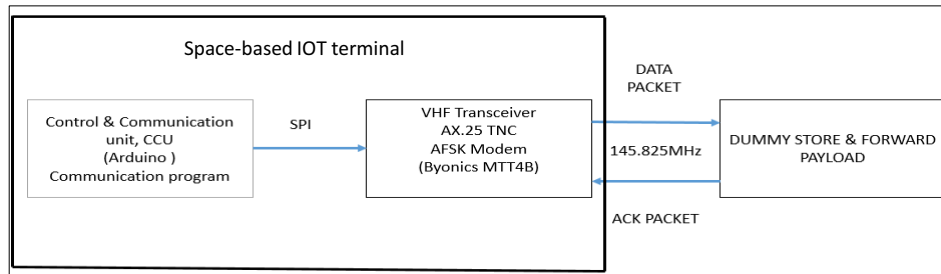 Space-based IOT terminal
Control & Communication
unit, CCU
(Arduino )
Communication program
SPI
VHF Transceiver
AX.25 TNC
AFSK Modem
(Byonics MTT4B)
DATA
PACKET
145.825MHz
ACK PACKET
DUMMY STORE & FORWARD
PAYLOAD